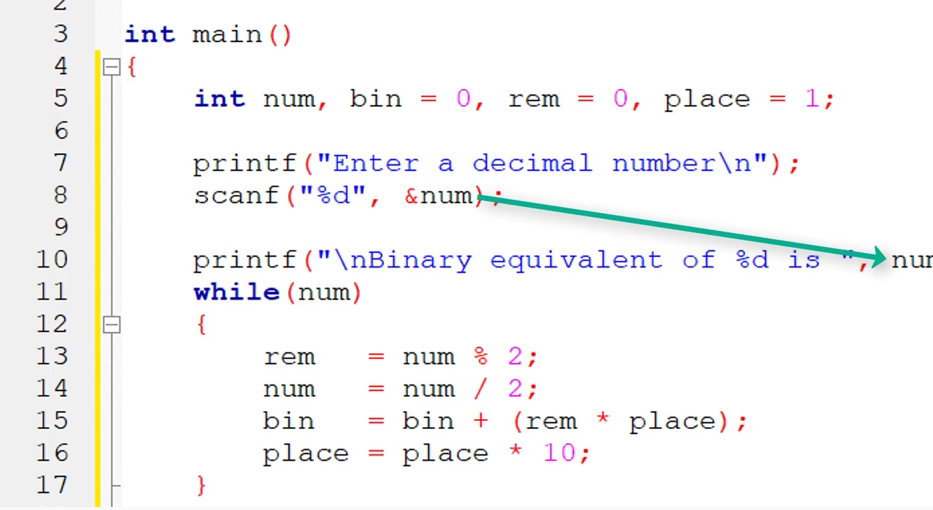 2
3 int main()
4 {
5 int num, bin = 0, rem = 0, place = 1;
6
7 printf("Enter a decimal number\n");
8 scanf("%d", &num);
9
10 printf("\nBinary equivalent of %d is ", num
11 while(num)
12 {
13 rem = num % 2;
14 num = num / 2;
15 bin = bin + (rem * place);
16 place = place * 10;
17 }